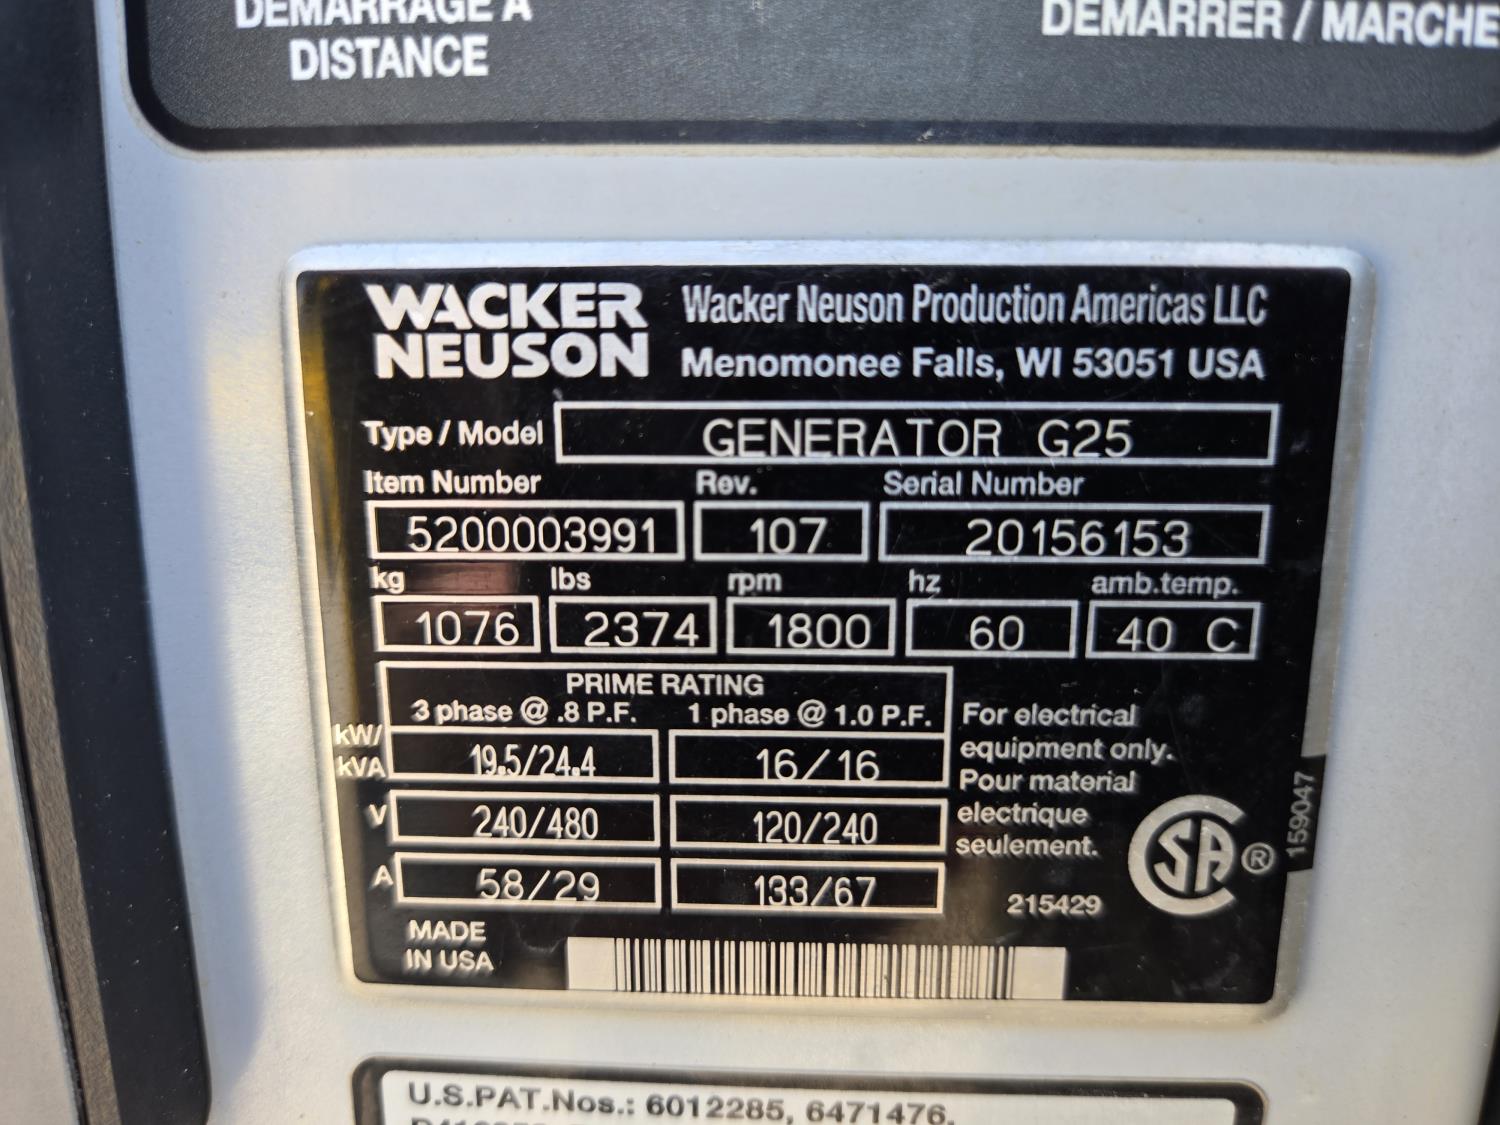 DEMARRAGE A
DISTANCE
DEMARRER / MARCHE
WACKER
NEUSON
Wacker Neuson Production Americas LLC
Menomonee Falls, WI 53051 USA
Type / Model GENERATOR G25
Item Number Rev. Serial Number
5200003991 107 20156153
kg lbs rpm hz amb.temp.
1076 2374 1800 60 40 C
PRIME RATING
3 phase @ .8 P.F. 1 phase @ 1.0 P.F.
kW/
kVA 19.5/24.4 16/16
V 240/480 120/240
A 58/29 133/67
For electrical
equipment only.
Pour material
electrique
seulement.
215429
SA ®
159047
MADE
IN USA
U.S.PAT.Nos.: 6012285, 6471476,